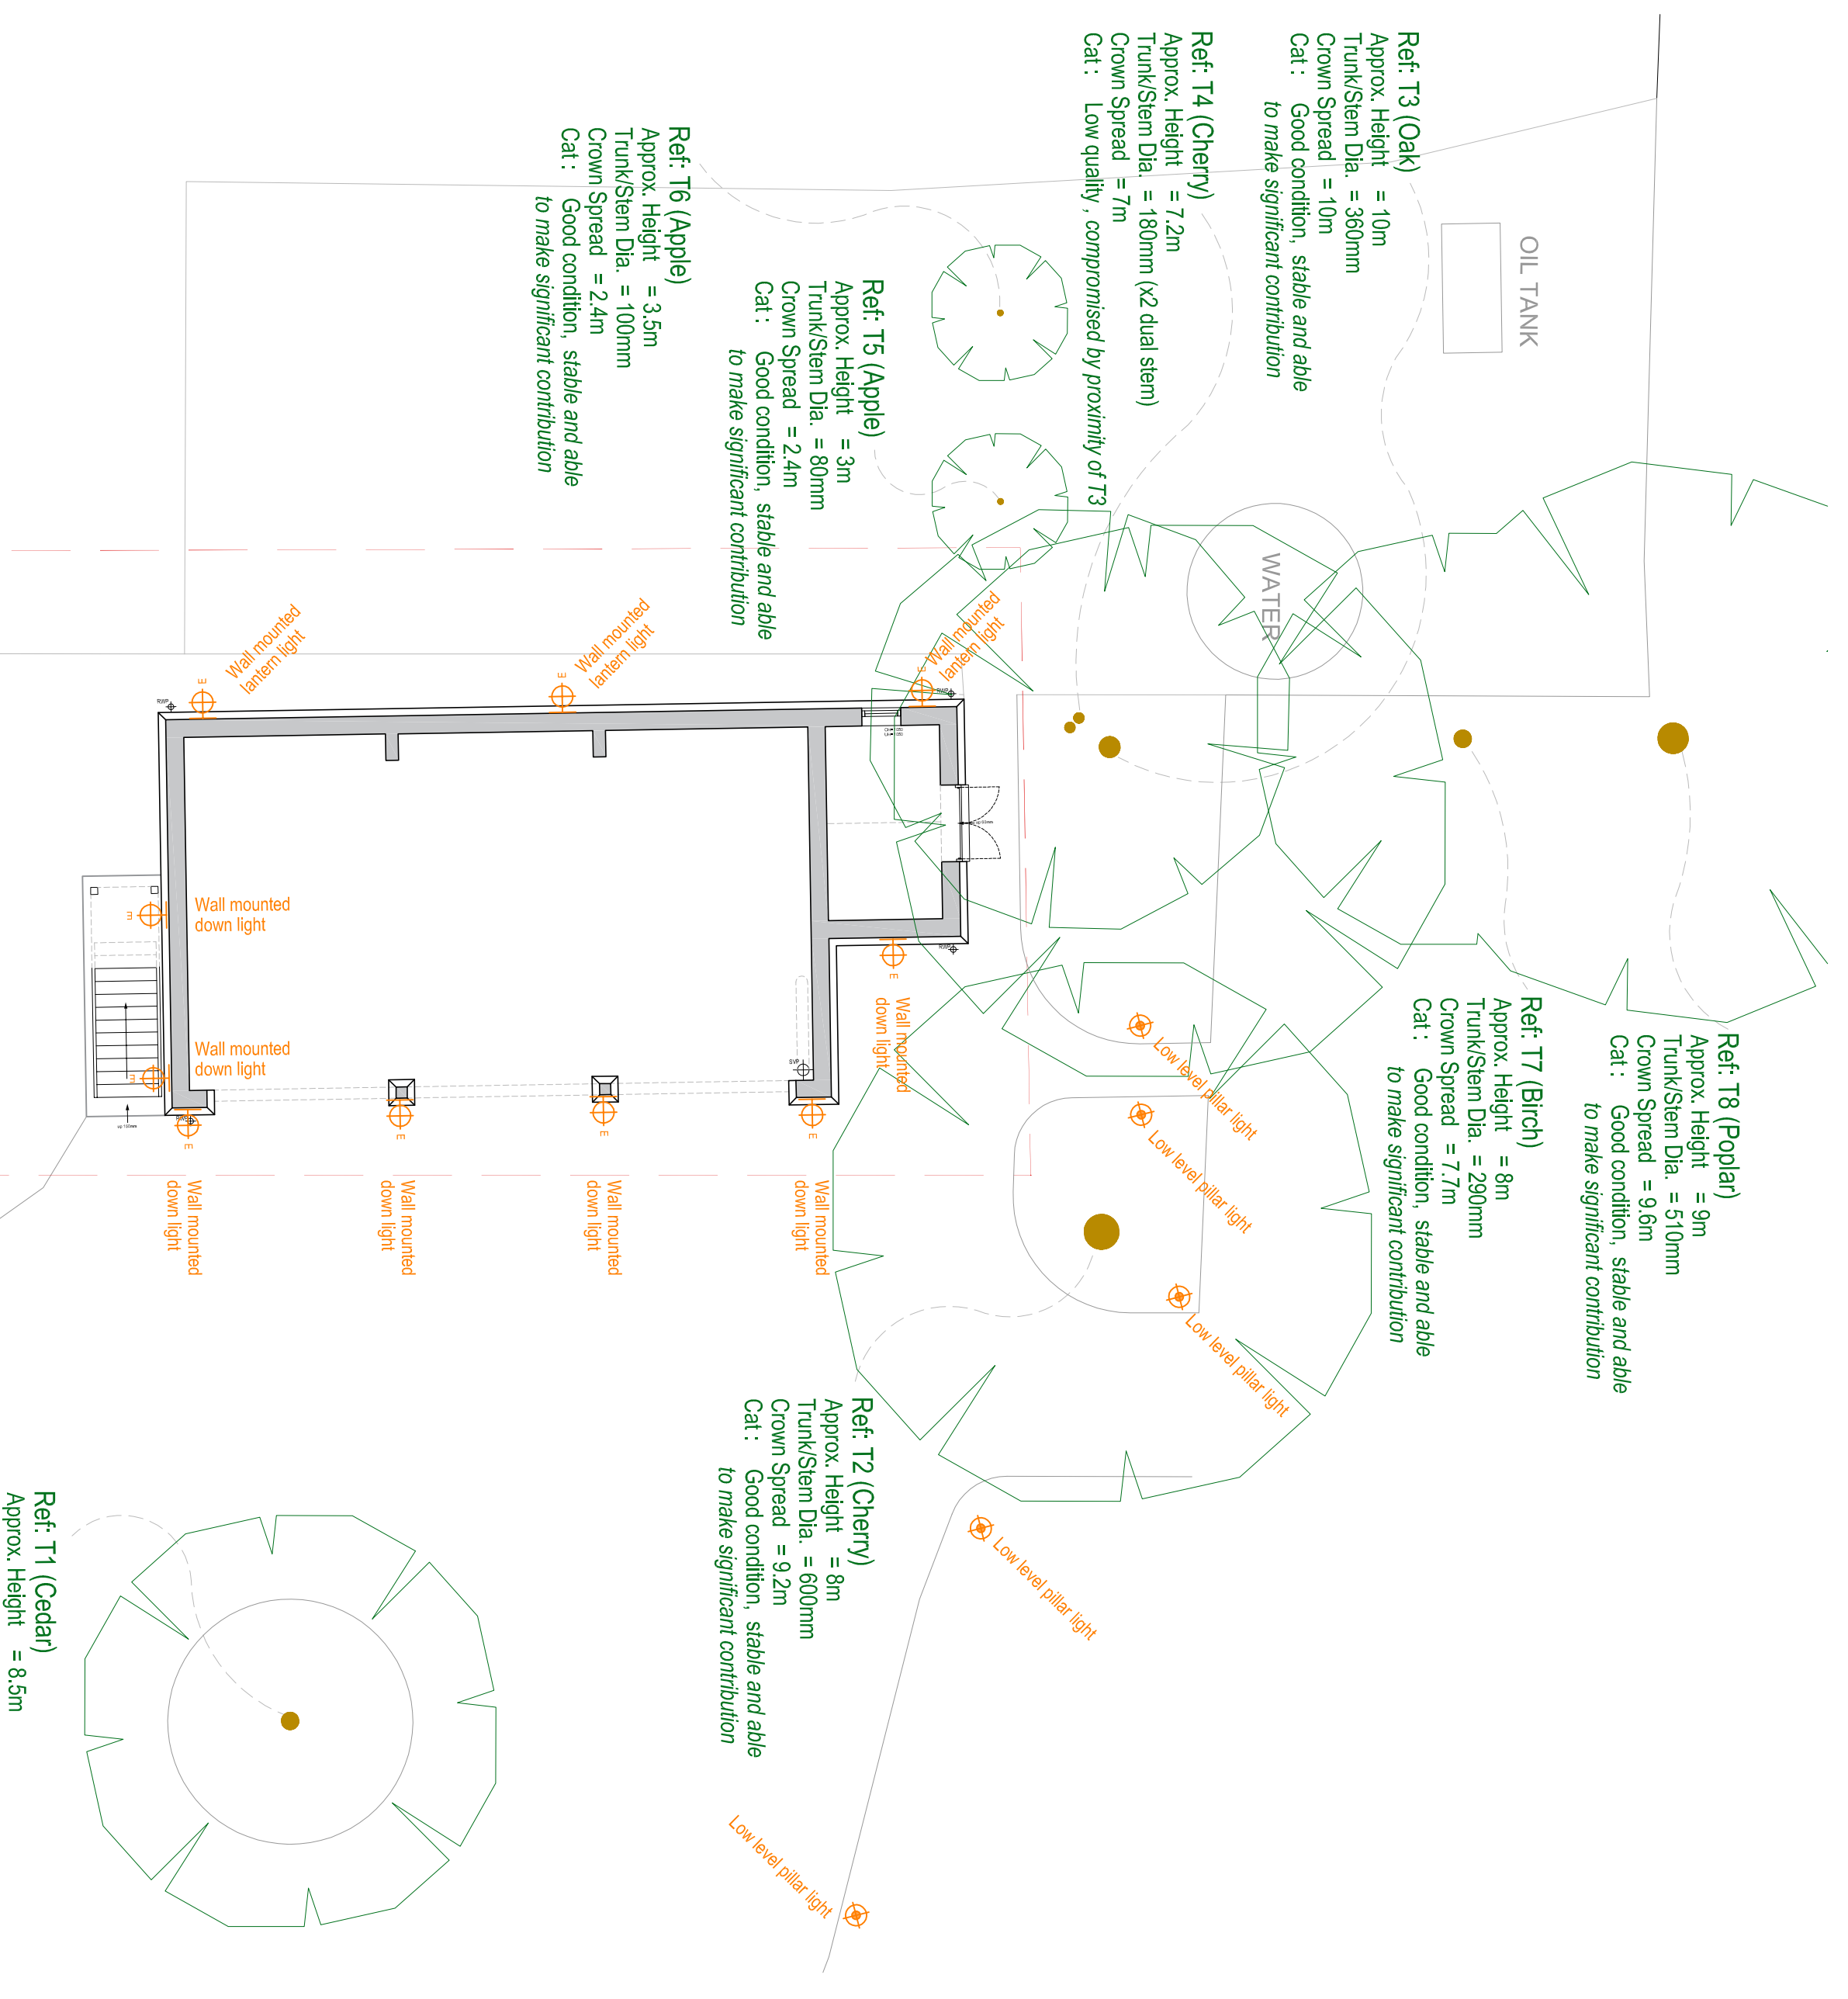 Ref: T3 (Oak)
Approx. Height = 10m
Trunk/Stem Dia. = 360mm
Crown Spread = 10m
Cat : Good condition, stable and able
to make significant contribution
Ref: T4 (Cherry)
Approx. Height = 7.2m
Trunk/Stem Dia. = 180mm (x2 dual stem)
Crown Spread = 7m
Cat : Low quality , compromised by proximity of T3
Ref: T6 (Apple)
Approx. Height = 3.5m
Trunk/Stem Dia. = 100mm
Crown Spread = 2.4m
Cat : Good condition, stable and able
to make significant contribution
Ref: T5 (Apple)
Approx. Height = 3m
Trunk/Stem Dia. = 80mm
Crown Spread = 2.4m
Cat : Good condition, stable and able
to make significant contribution
OIL TANK
WATER
Wall mounted
lantern light
Wall mounted
lantern light
Wall mounted
lantern light
E
E
E
RWP
RWP
Wall mounted
down light
E
Wall mounted
down light
E
RWP
E
Wall mounted
down light
SVP
RWP
E
E
E
E
Wall mounted
down light
Wall mounted
down light
Wall mounted
down light
Wall mounted
down light
Low level pillar light
Low level pillar light
Low level pillar light
Low level pillar light
Low level pillar light
Ref: T8 (Poplar)
Approx. Height = 9m
Trunk/Stem Dia. = 510mm
Crown Spread = 9.6m
Cat : Good condition, stable and able
to make significant contribution
Ref: T7 (Birch)
Approx. Height = 8m
Trunk/Stem Dia. = 290mm
Crown Spread = 7.7m
Cat : Good condition, stable and able
to make significant contribution
Ref: T2 (Cherry)
Approx. Height = 8m
Trunk/Stem Dia. = 600mm
Crown Spread = 9.2m
Cat : Good condition, stable and able
to make significant contribution
Ref: T1 (Cedar)
Approx. Height = 8.5m